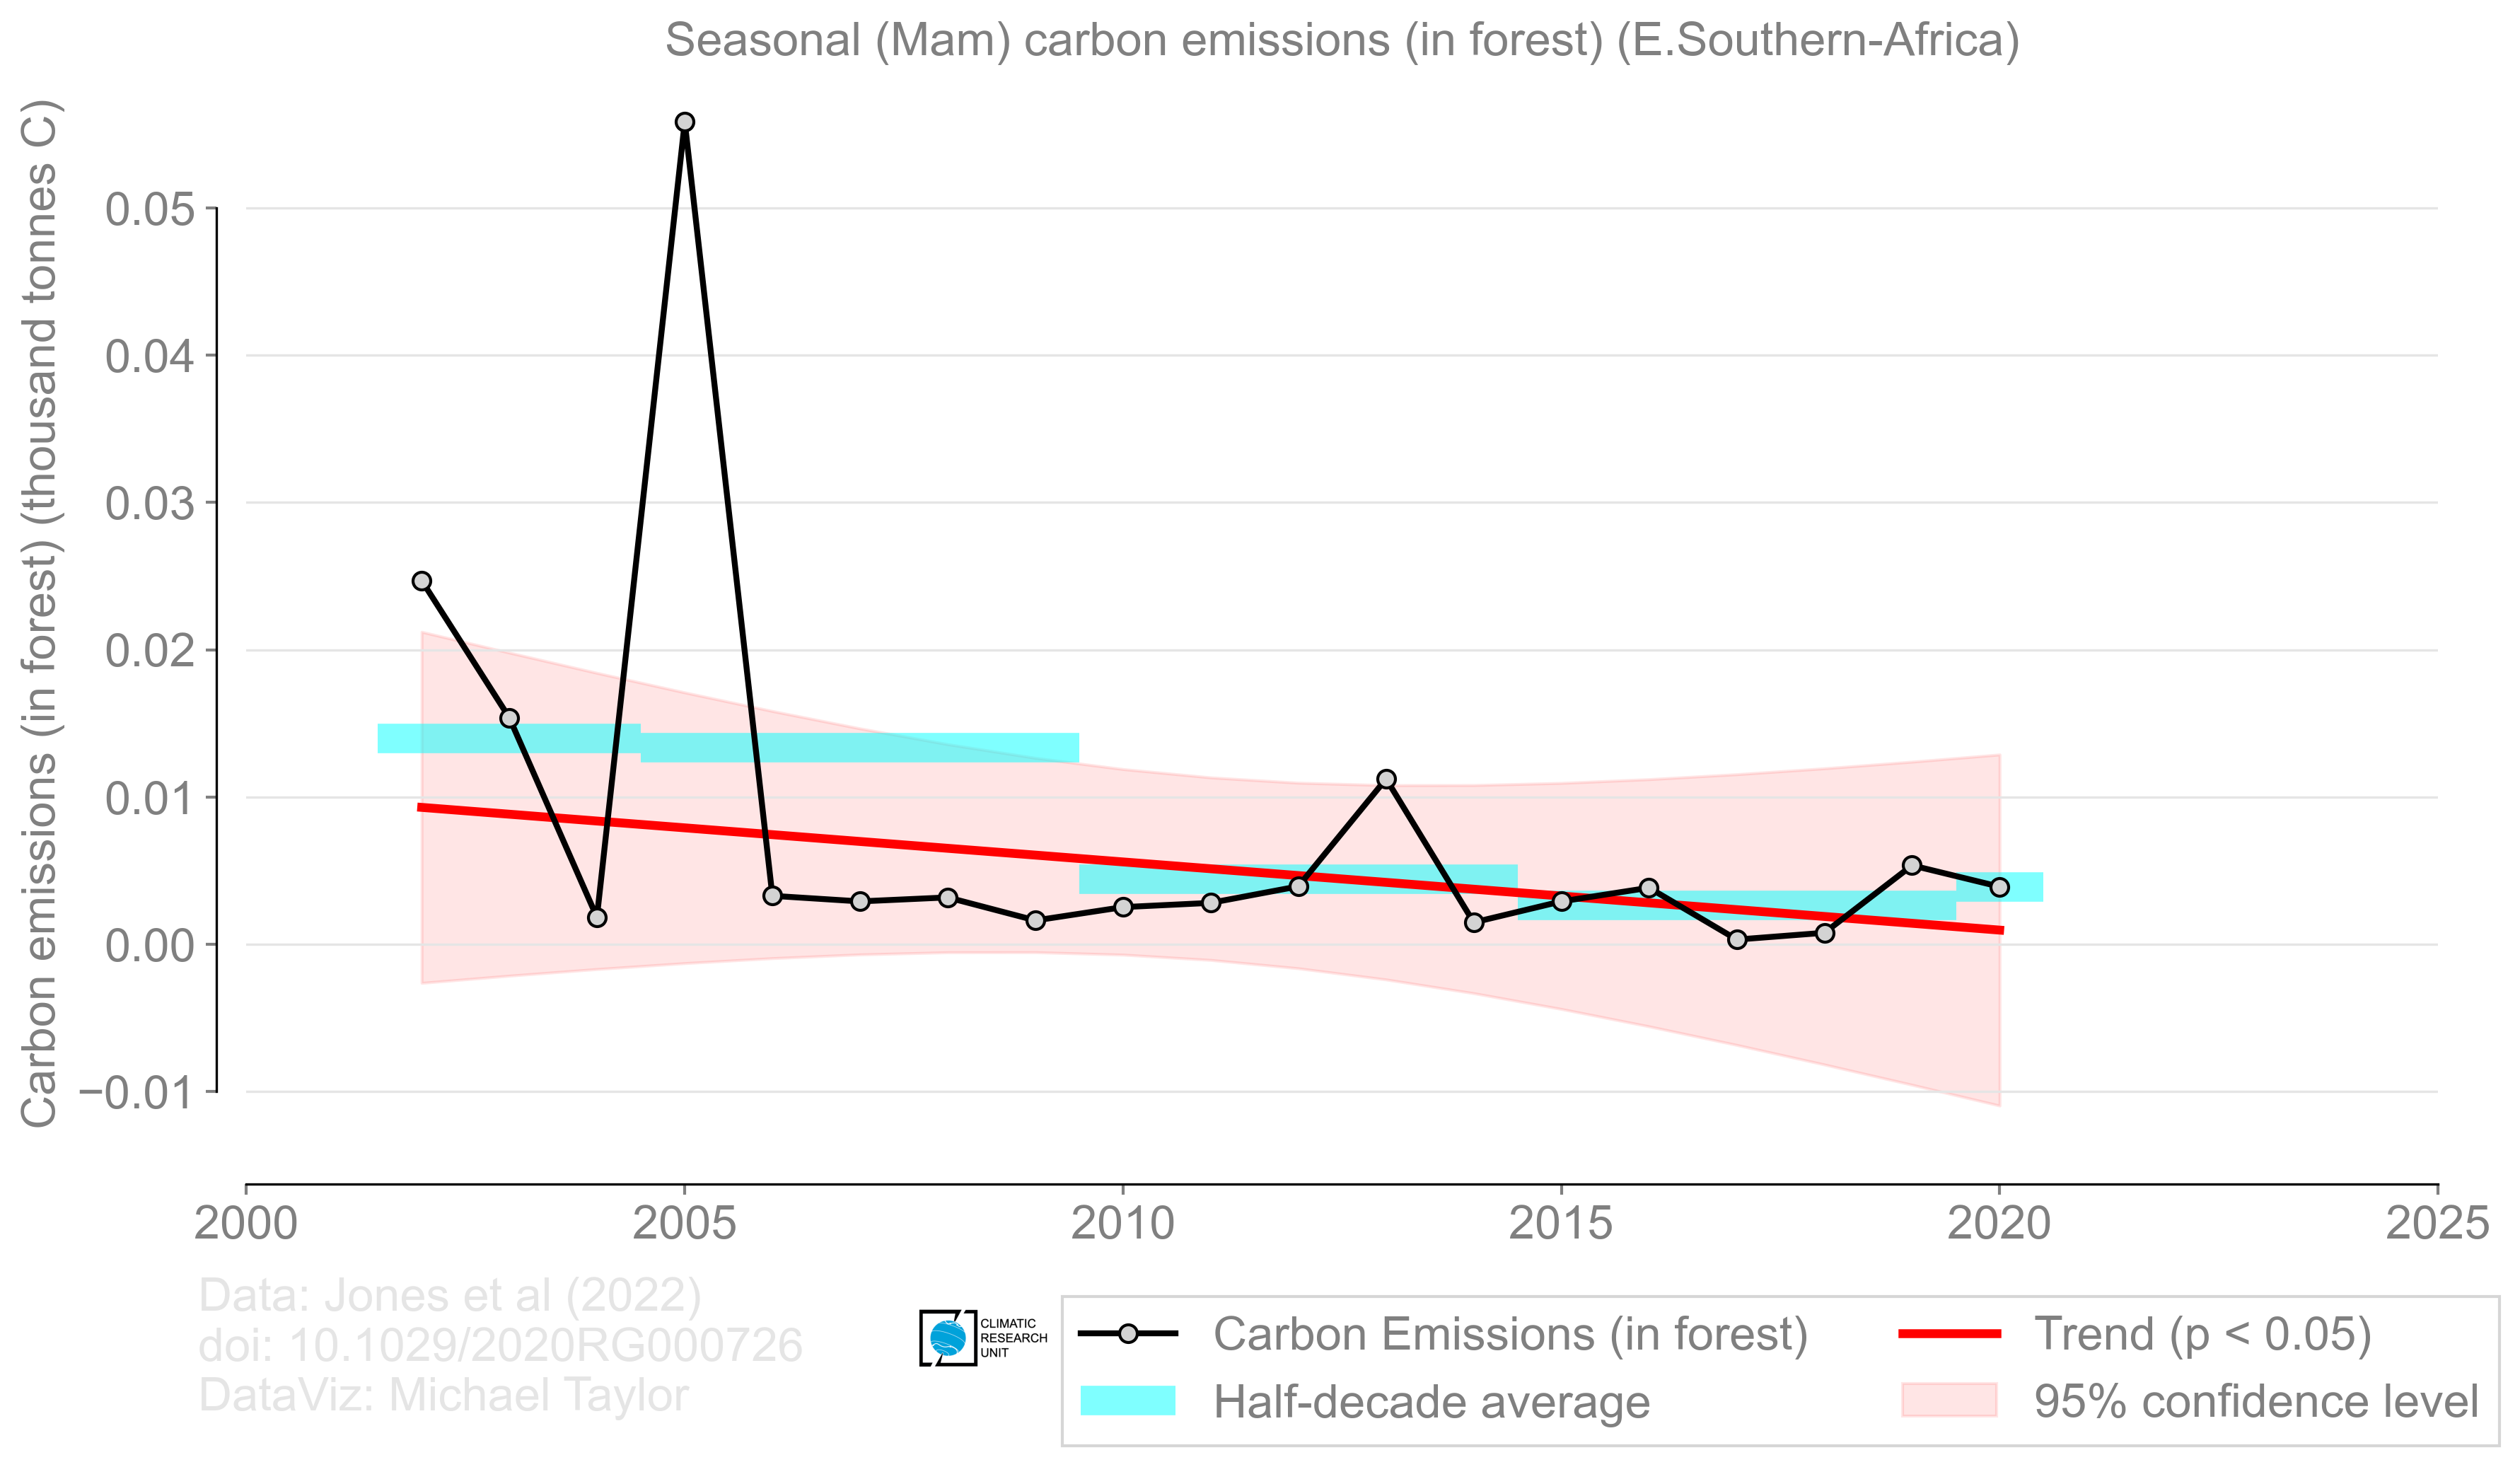 Seasonal (Mam) carbon emissions (in forest) (E.Southern-Africa)
Carbon emissions (in forest) (thousand tonnes C)
0.05
0.04
0.03
0.02
0.01
0.00
−0.01
2000
2005
2010
2015
2020
2025
Data: Jones et al (2022)
doi: 10.1029/2020RG000726
DataViz: Michael Taylor
CLIMATIC
RESEARCH
UNIT
Carbon Emissions (in forest)
Half-decade average
Trend (p < 0.05)
95% confidence level